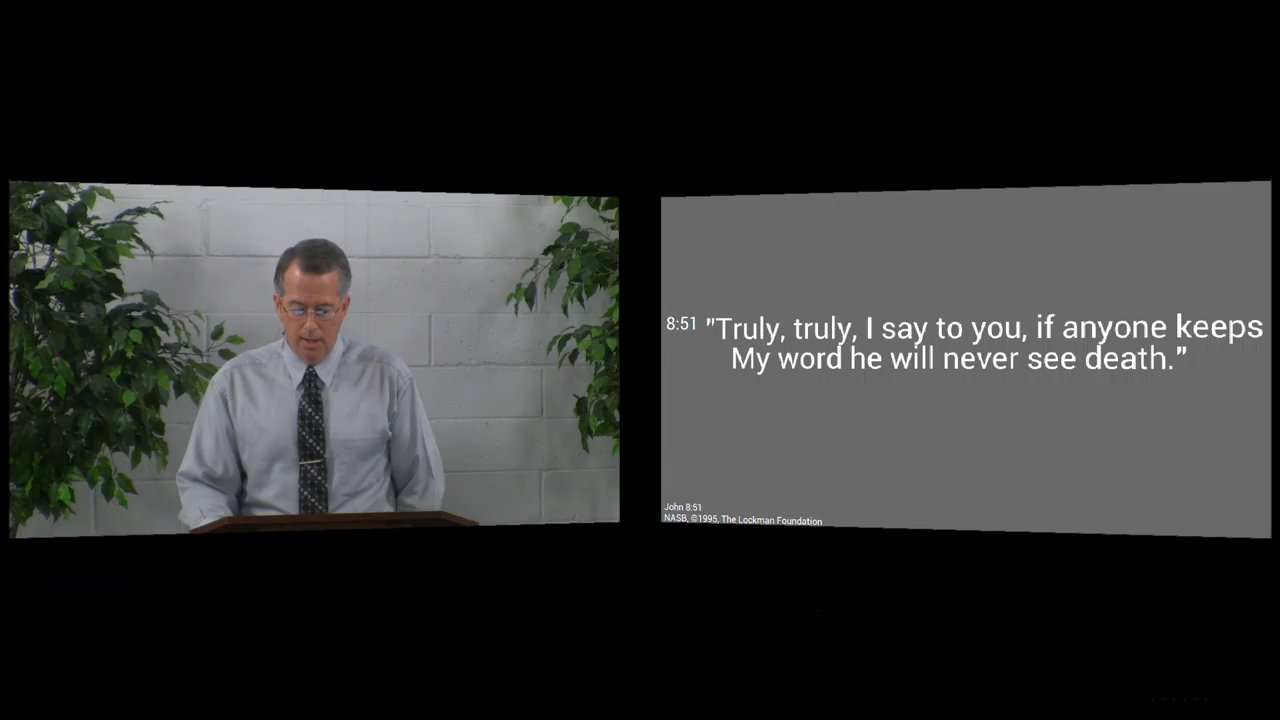 8:51 "Truly, truly, I say to you, if anyone keeps
My word he will never see death."
John 8:51
NASB, ©1995, The Lockman Foundation